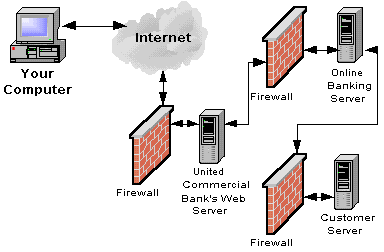 Your
Computer
Internet
Firewall
United
Commercial
Bank's Web
Server
Firewall
Online
Banking
Server
Firewall
Customer
Server